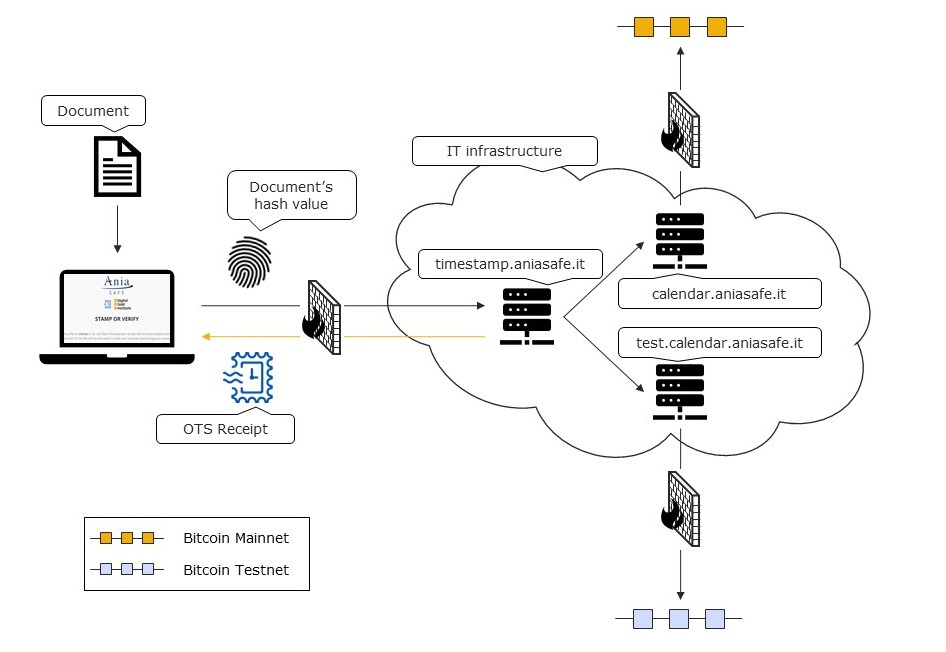 Document
IT infrastructure
Document's
hash value
timestamp.aniasafe.it
Ania
SAFE
Digital
Gold
Institute
STAMP OR VERIFY
calendar.aniasafe.it
test.calendar.aniasafe.it
OTS Receipt
Bitcoin Mainnet
Bitcoin Testnet